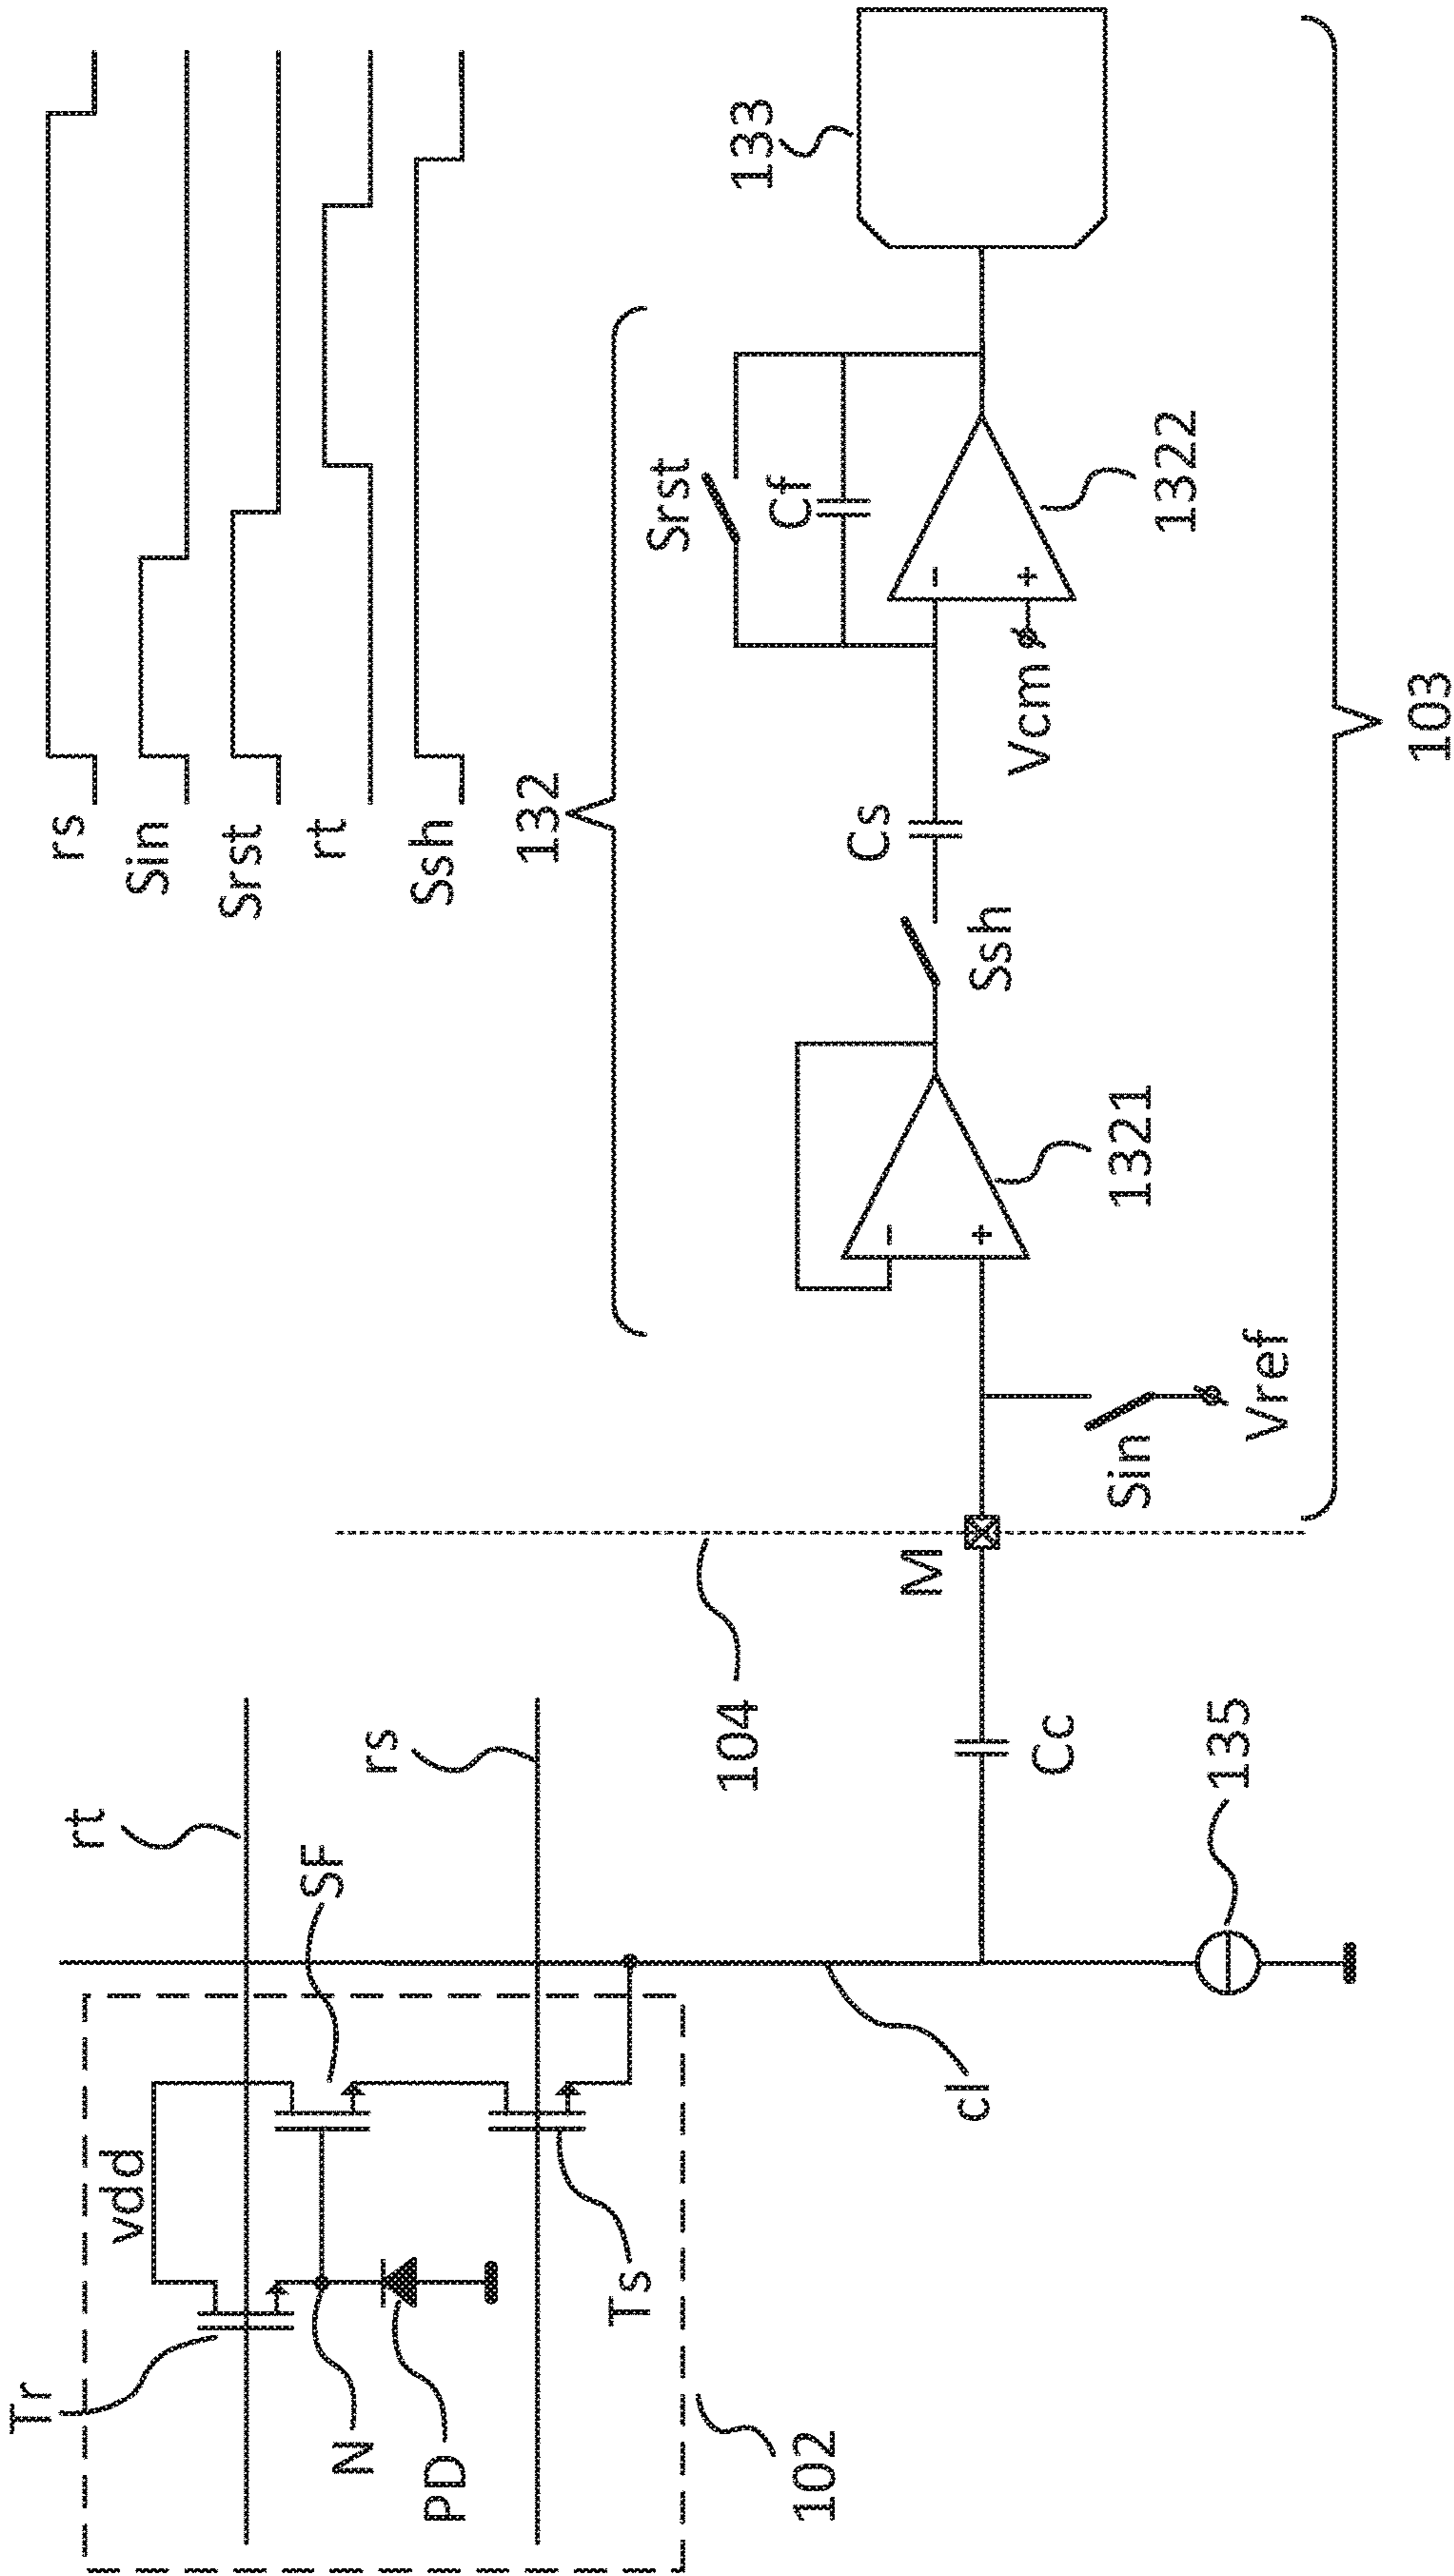 rs
Sin
Srst
rt
Ssh
132
133
Srst
Cf
-
+
1322
Vcm
Cs
Ssh
-
+
1321
Sin
Vref
103
M
104
Cc
135
rt
rs
SF
vdd
Tr
N
PD
Ts
102
cl